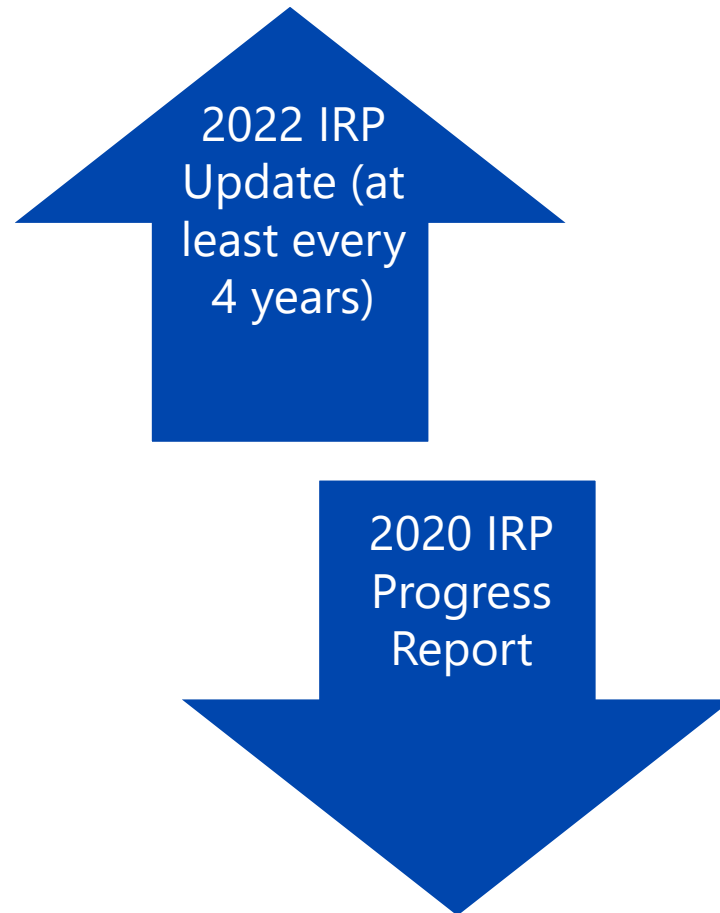 2022 IRP
Update (at
least every
4 years)
2020 IRP
Progress
Report